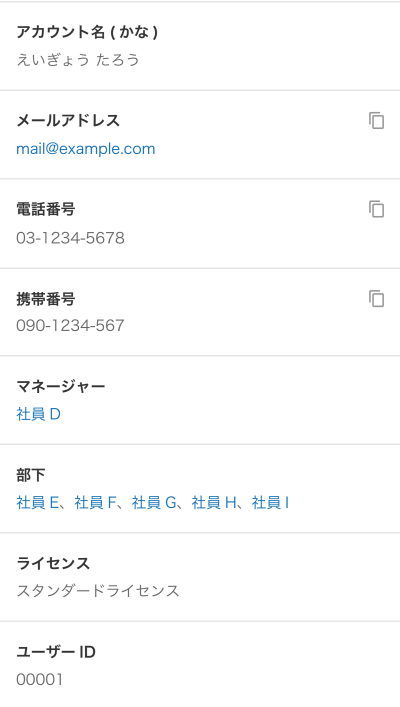 アカウント名 ( かな )
えいぎょう たろう
メールアドレス
mail@example.com
電話番号
03-1234-5678
携帯番号
090-1234-567
マネージャー
社員 D
部下
社員 E、社員 F、社員 G、社員 H、社員 I
ライセンス
スタンダードライセンス
ユーザー ID
00001